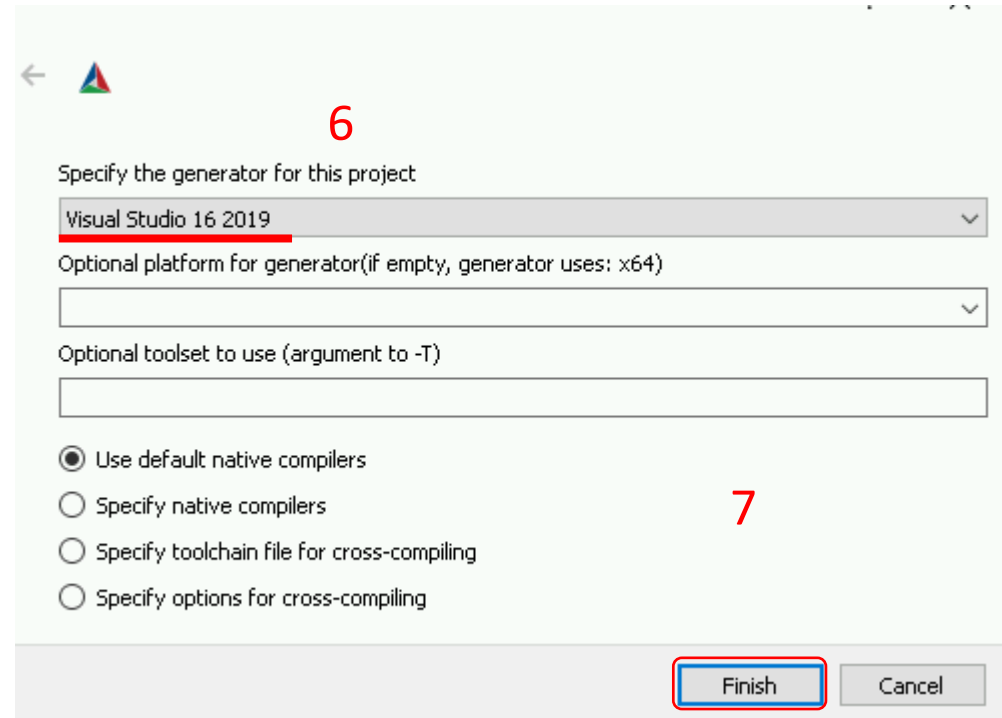 6
Specify the generator for this project
Visual Studio 16 2019
Optional platform for generator(if empty, generator uses: x64)
Optional toolset to use (argument to -T)
Use default native compilers
Specify native compilers
7
Specify toolchain file for cross-compiling
Specify options for cross-compiling
Finish
Cancel